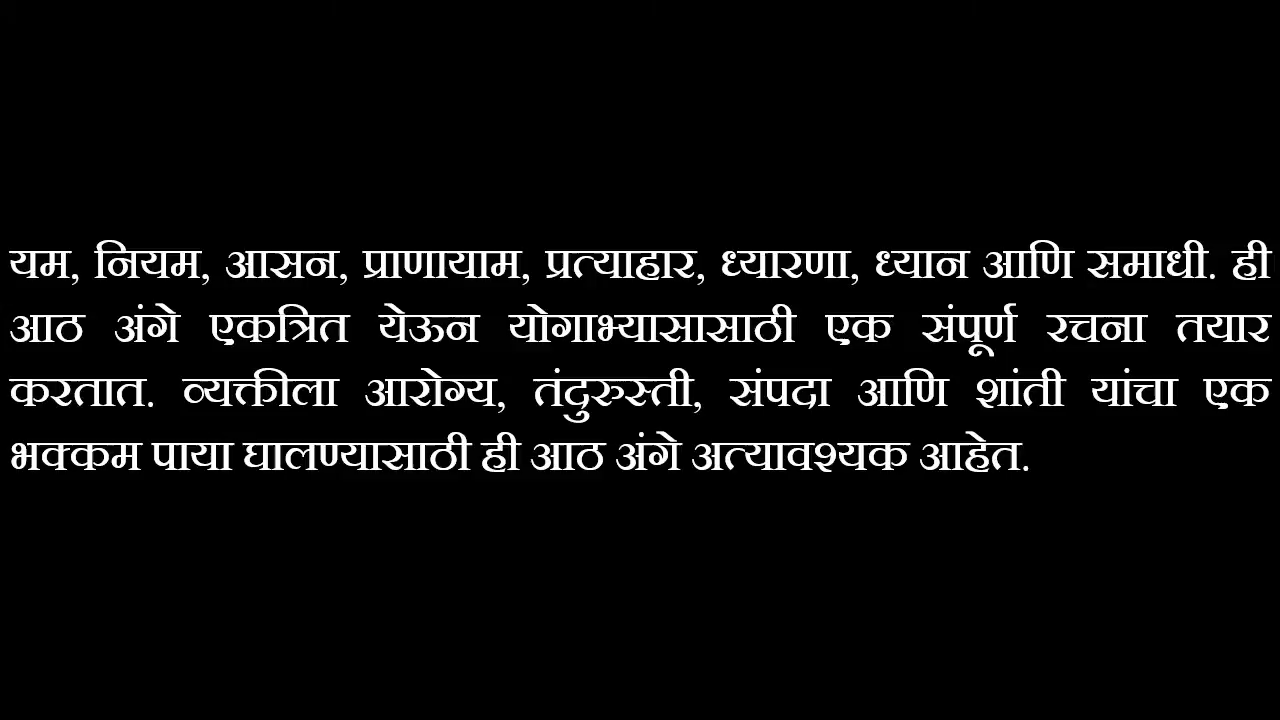 यम, नियम, आसन, प्राणायाम, प्रत्याहार, ध्यारणा, ध्यान आणि समाधी. ही
आठ अंगे एकत्रित येऊन योगाभ्यासासाठी एक संपूर्ण रचना तयार
करतात. व्यक्तीला आरोग्य, तंदुरुस्ती, संपदा आणि शांती यांचा एक
भक्कम पाया घालण्यासाठी ही आठ अंगे अत्यावश्यक आहेत.